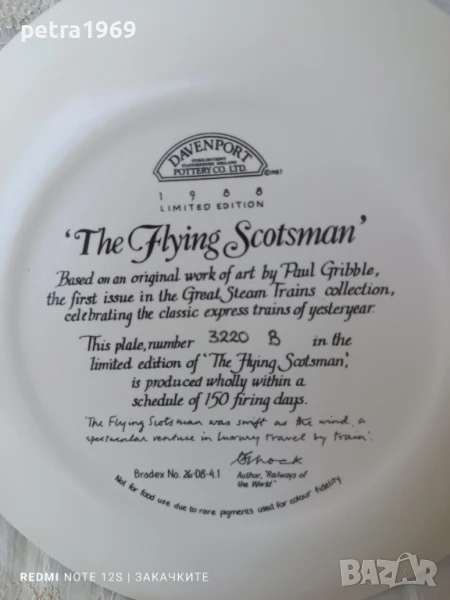 petra1969
DAVENPORT
POTTERY CO. LTD.
©1987
1988
LIMITED EDITION
'The Flying Scotsman'
Based on an original work of art by Paul Gribble,
the first issue in the Great Steam Trains collection,
celebrating the classic express trains of yesteryear.
This plate, number 3220 B in the
limited edition of 'The Flying Scotsman',
is produced wholly within a
schedule of 150 firing days.
'The Flying Scotsman was swift as the wind, a
spectacular venture in luxury travel by train'.
Bradex No. 26-D8-4.1
Author, "Railways of
the World"
Not for food use due to rare pigments used for colour fidelity.
REDMI NOTE 12S | ЗАКАЧКИТЕ
BAZAR